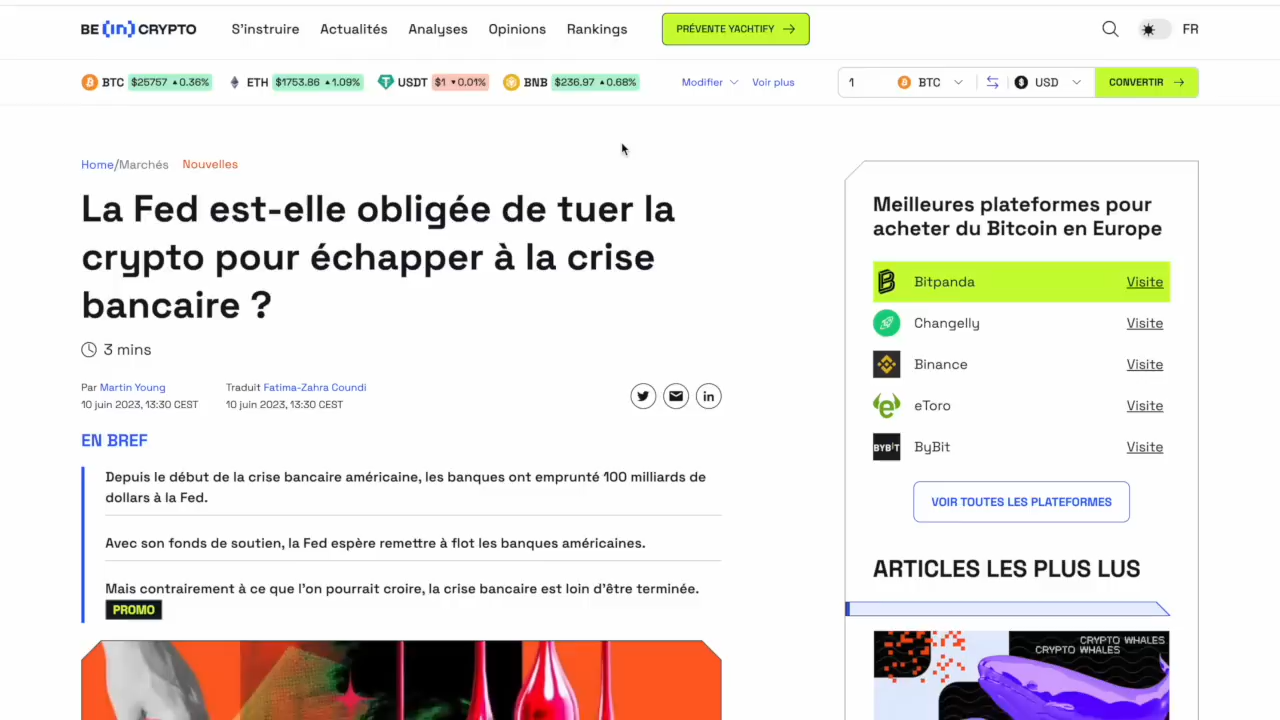 BE[in]CRYPTO S'instruire Actualités Analyses Opinions Rankings PRÉVENTE YACHTIFY FR
BTC $25757 ▲0.36% ETH $1753.86 ▲1.09% USDT $1 ▼0.01% BNB $236.97 ▲0.68% Modifier Voir plus 1 BTC USD CONVERTIR
Home/Marchés Nouvelles
La Fed est-elle obligée de tuer la
crypto pour échapper à la crise
bancaire ?
3 mins
Par Martin Young Traduit Fatima-Zahra Coundi
10 juin 2023, 13:30 CEST 10 juin 2023, 13:30 CEST
EN BREF
Depuis le début de la crise bancaire américaine, les banques ont emprunté 100 milliards de
dollars à la Fed.
Avec son fonds de soutien, la Fed espère remettre à flot les banques américaines.
Mais contrairement à ce que l'on pourrait croire, la crise bancaire est loin d'être terminée.
PROMO
Meilleures plateformes pour
acheter du Bitcoin en Europe
Bitpanda Visite
Changelly Visite
Binance Visite
eToro Visite
BYBIT ByBit Visite
VOIR TOUTES LES PLATEFORMES
ARTICLES LES PLUS LUS
CRYPTO WHALES
CRYPTO WHALES